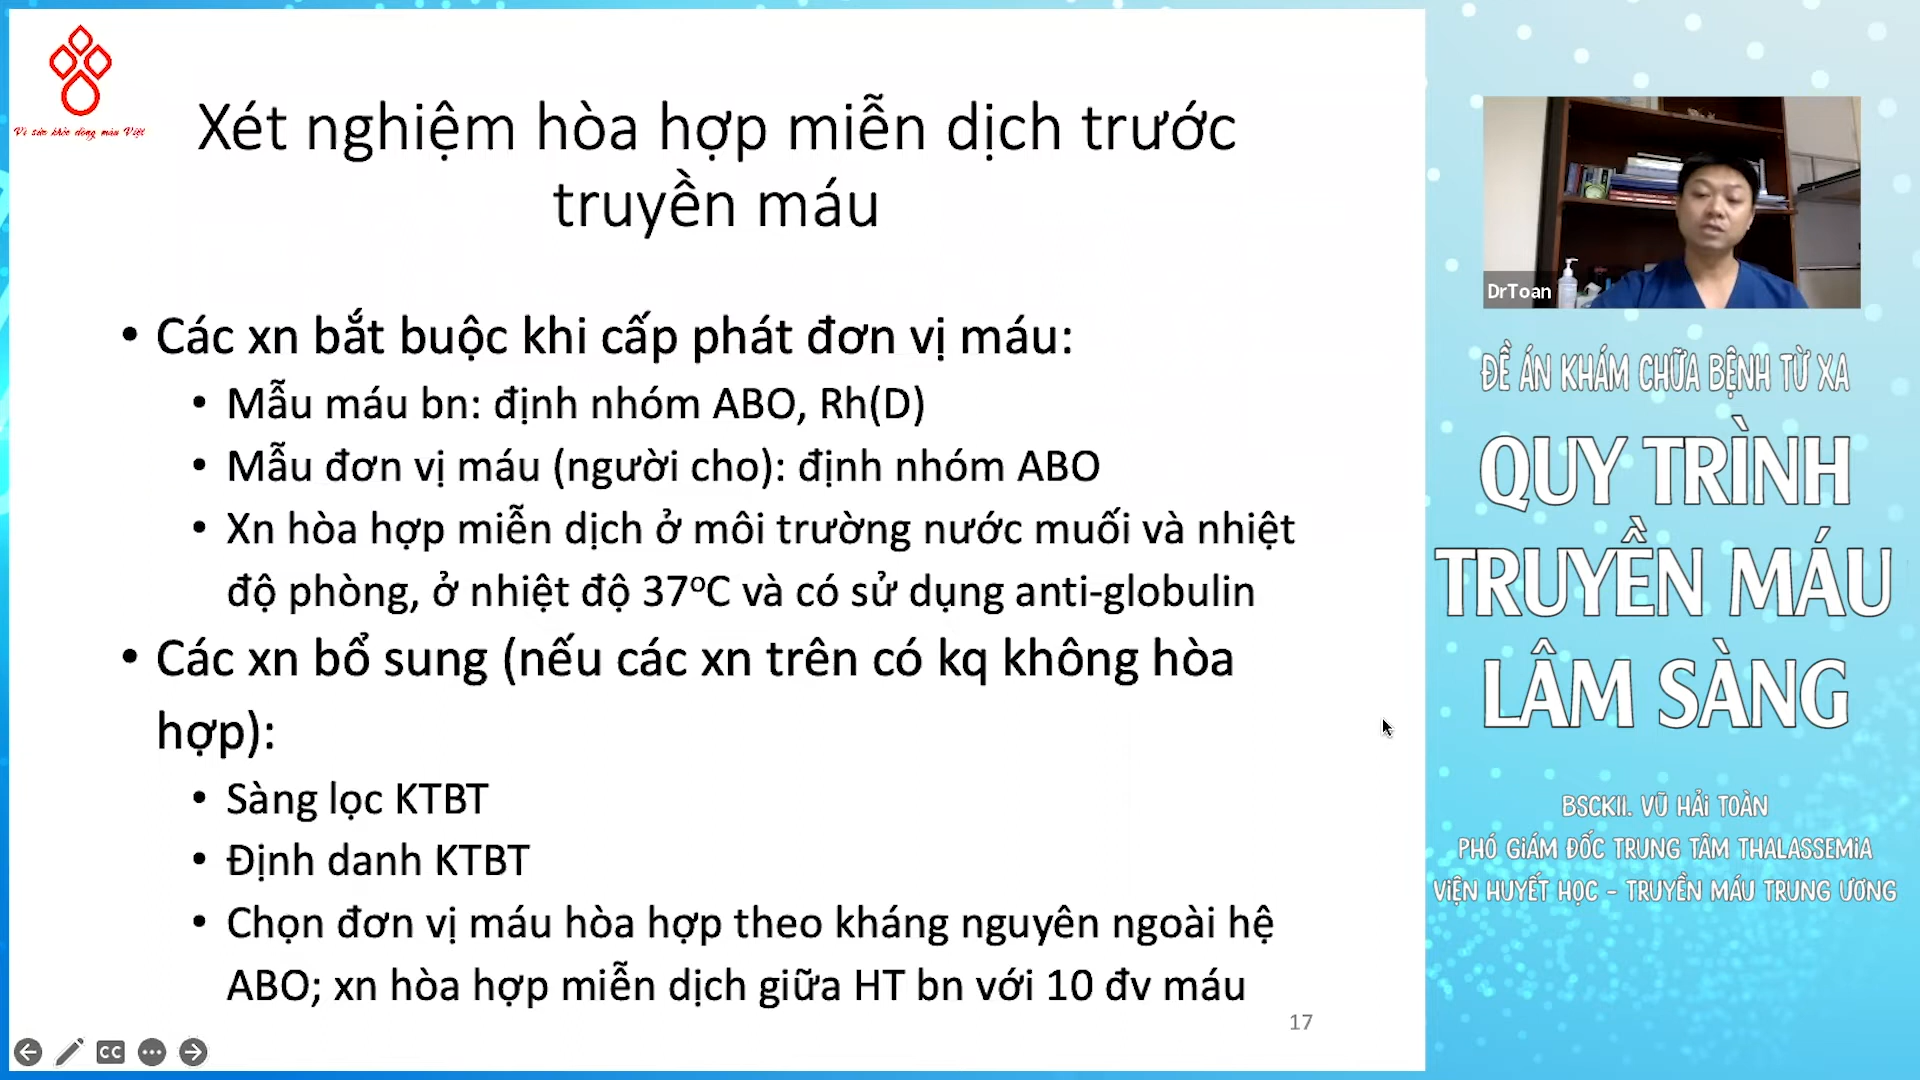 Vì sức khỏe dòng máu Việt
Xét nghiệm hòa hợp miễn dịch trước
truyền máu
• Các xn bắt buộc khi cấp phát đơn vị máu:
• Mẫu máu bn: định nhóm ABO, Rh(D)
• Mẫu đơn vị máu (người cho): định nhóm ABO
• Xn hòa hợp miễn dịch ở môi trường nước muối và nhiệt
độ phòng, ở nhiệt độ 37ºC và có sử dụng anti-globulin
• Các xn bổ sung (nếu các xn trên có kq không hòa
hợp):
• Sàng lọc KTBT
• Định danh KTBT
• Chọn đơn vị máu hòa hợp theo kháng nguyên ngoài hệ
ABO; xn hòa hợp miễn dịch giữa HT bn với 10 đv máu
17
CC
DrToan
ĐỀ ÁN KHÁM CHỮA BỆNH TỪ XA
QUY TRÌNH
TRUYỀN MÁU
LÂM SÀNG
BSCKII. VŨ HẢI TOÀN
PHÓ GIÁM ĐỐC TRUNG TÂM THALASSEMIA
VIỆN HUYẾT HỌC - TRUYỀN MÁU TRUNG ƯƠNG